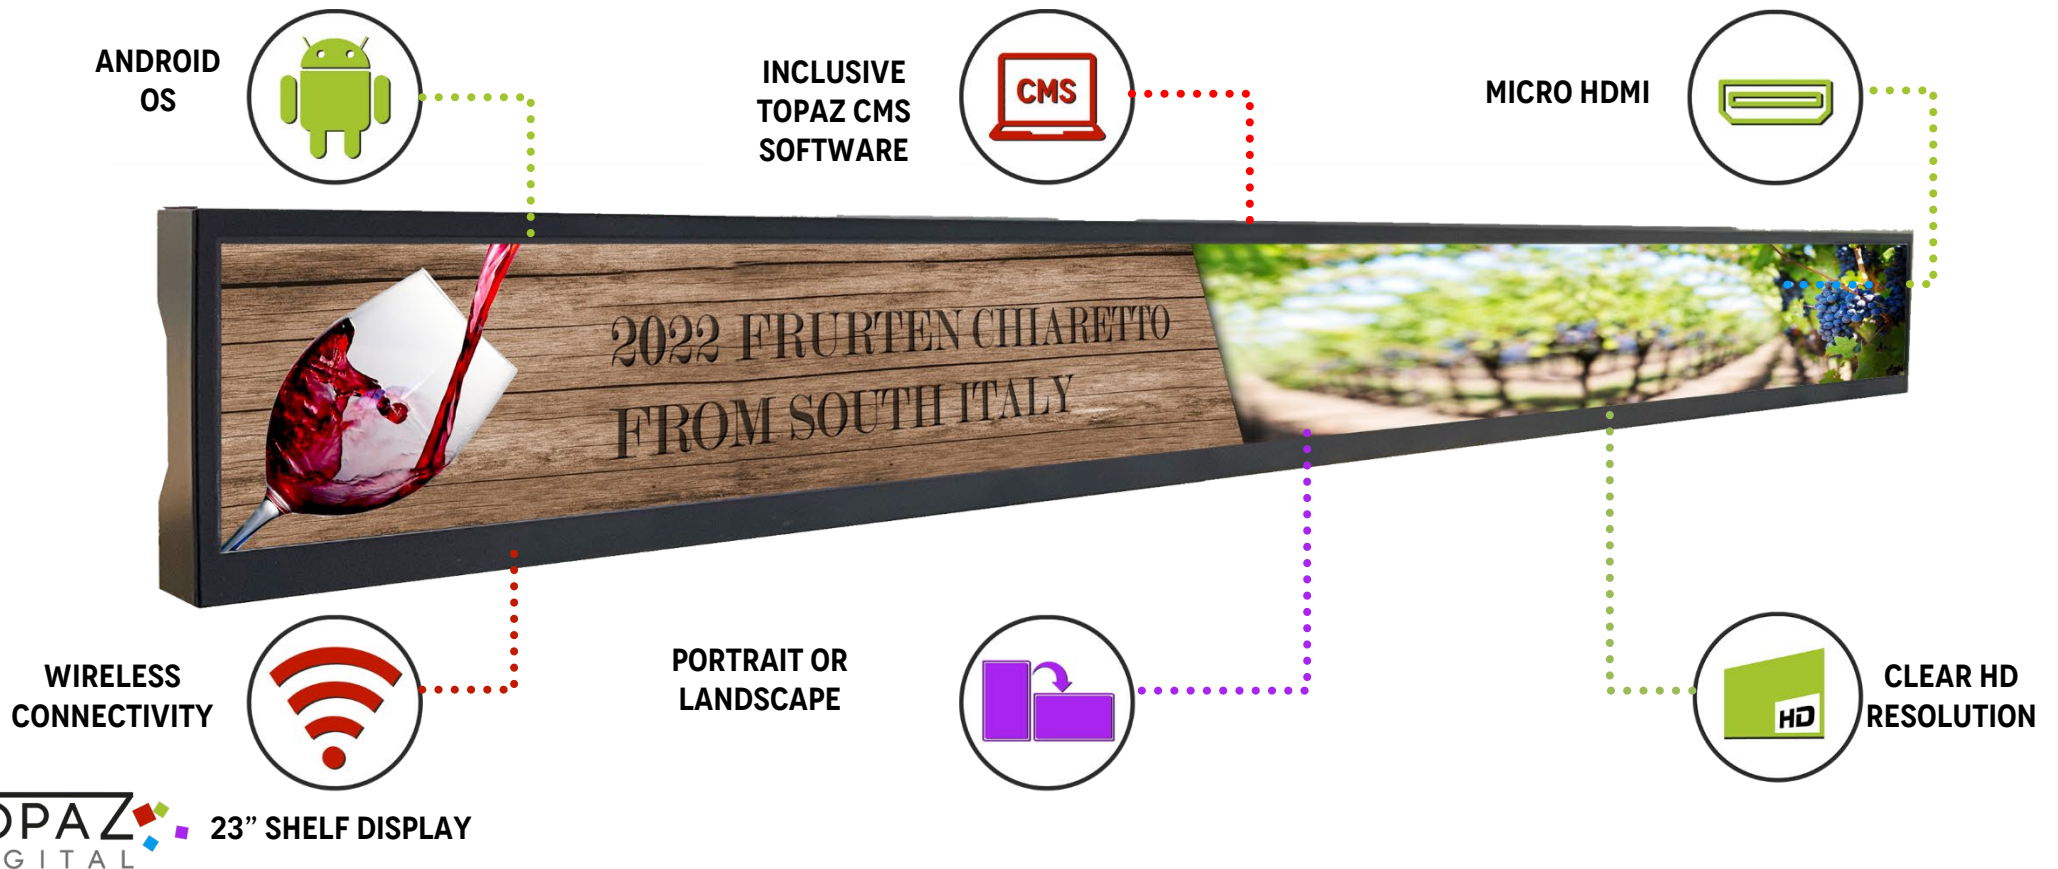 ANDROID
OS
INCLUSIVE
TOPAZ CMS
SOFTWARE
CMS
MICRO HDMI
2022 FRURTEN CHIARETTO
FROM SOUTH ITALY
WIRELESS
CONNECTIVITY
PORTRAIT OR
LANDSCAPE
HD
CLEAR HD
RESOLUTION
OPAZ
GITAL
23” SHELF DISPLAY